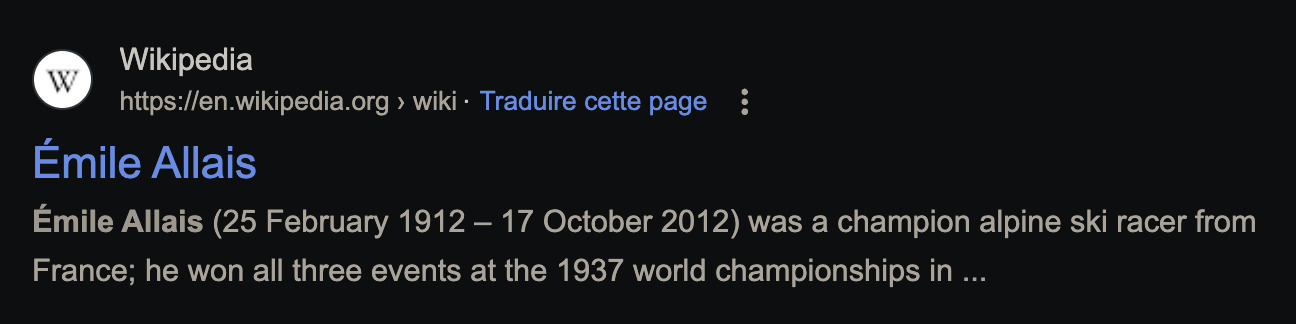 W
Wikipedia
https://en.wikipedia.org › wiki · Traduire cette page
Émile Allais
Émile Allais (25 February 1912 – 17 October 2012) was a champion alpine ski racer from
France; he won all three events at the 1937 world championships in ...